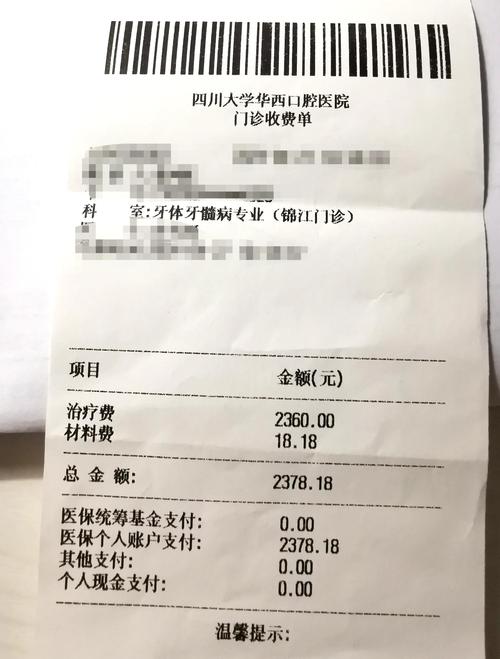 四川大学华西口腔医院
门诊收费单
科 室:牙体牙髓病专业（锦江门诊）
项目 金额(元)
治疗费 2360.00
材料费 18.18
总 金 额: 2378.18
医保统筹基金支付: 0.00
医保个人账户支付: 2378.18
其他支付: 0.00
个人现金支付: 0.00
温馨提示: